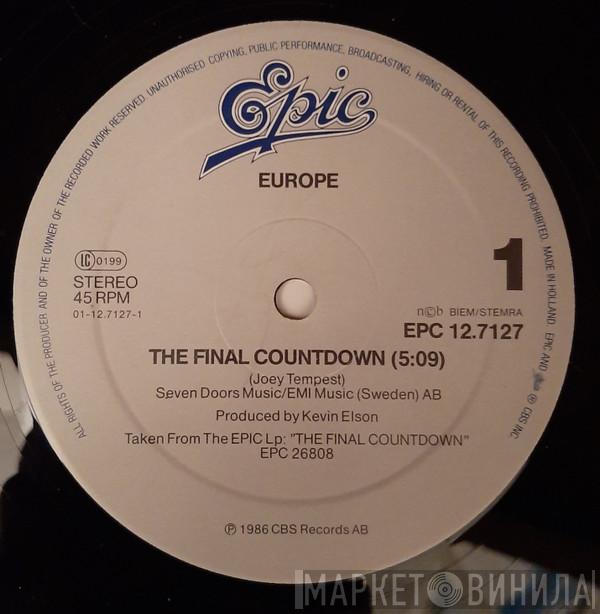 ALL RIGHTS OF THE PRODUCER AND OF THE OWNER OF THE RECORDED WORK RESERVED. UNAUTHORISED COPYING, PUBLIC PERFORMANCE, BROADCASTING, HIRING OR RENTAL OF THIS RECORDING PROHIBITED. MADE IN HOLLAND. EPIC AND ARE ℗ CBS INC.
Epic
EUROPE
LC 0199
STEREO
45 RPM
01-12.7127-1
1
n©b BIEM/STEMRA
EPC 12.7127
THE FINAL COUNTDOWN (5:09)
(Joey Tempest)
Seven Doors Music/EMI Music (Sweden) AB
Produced by Kevin Elson
Taken From The EPIC Lp: "THE FINAL COUNTDOWN"
EPC 26808
℗ 1986 CBS Records AB
МАРКЕТ ВИНИЛА